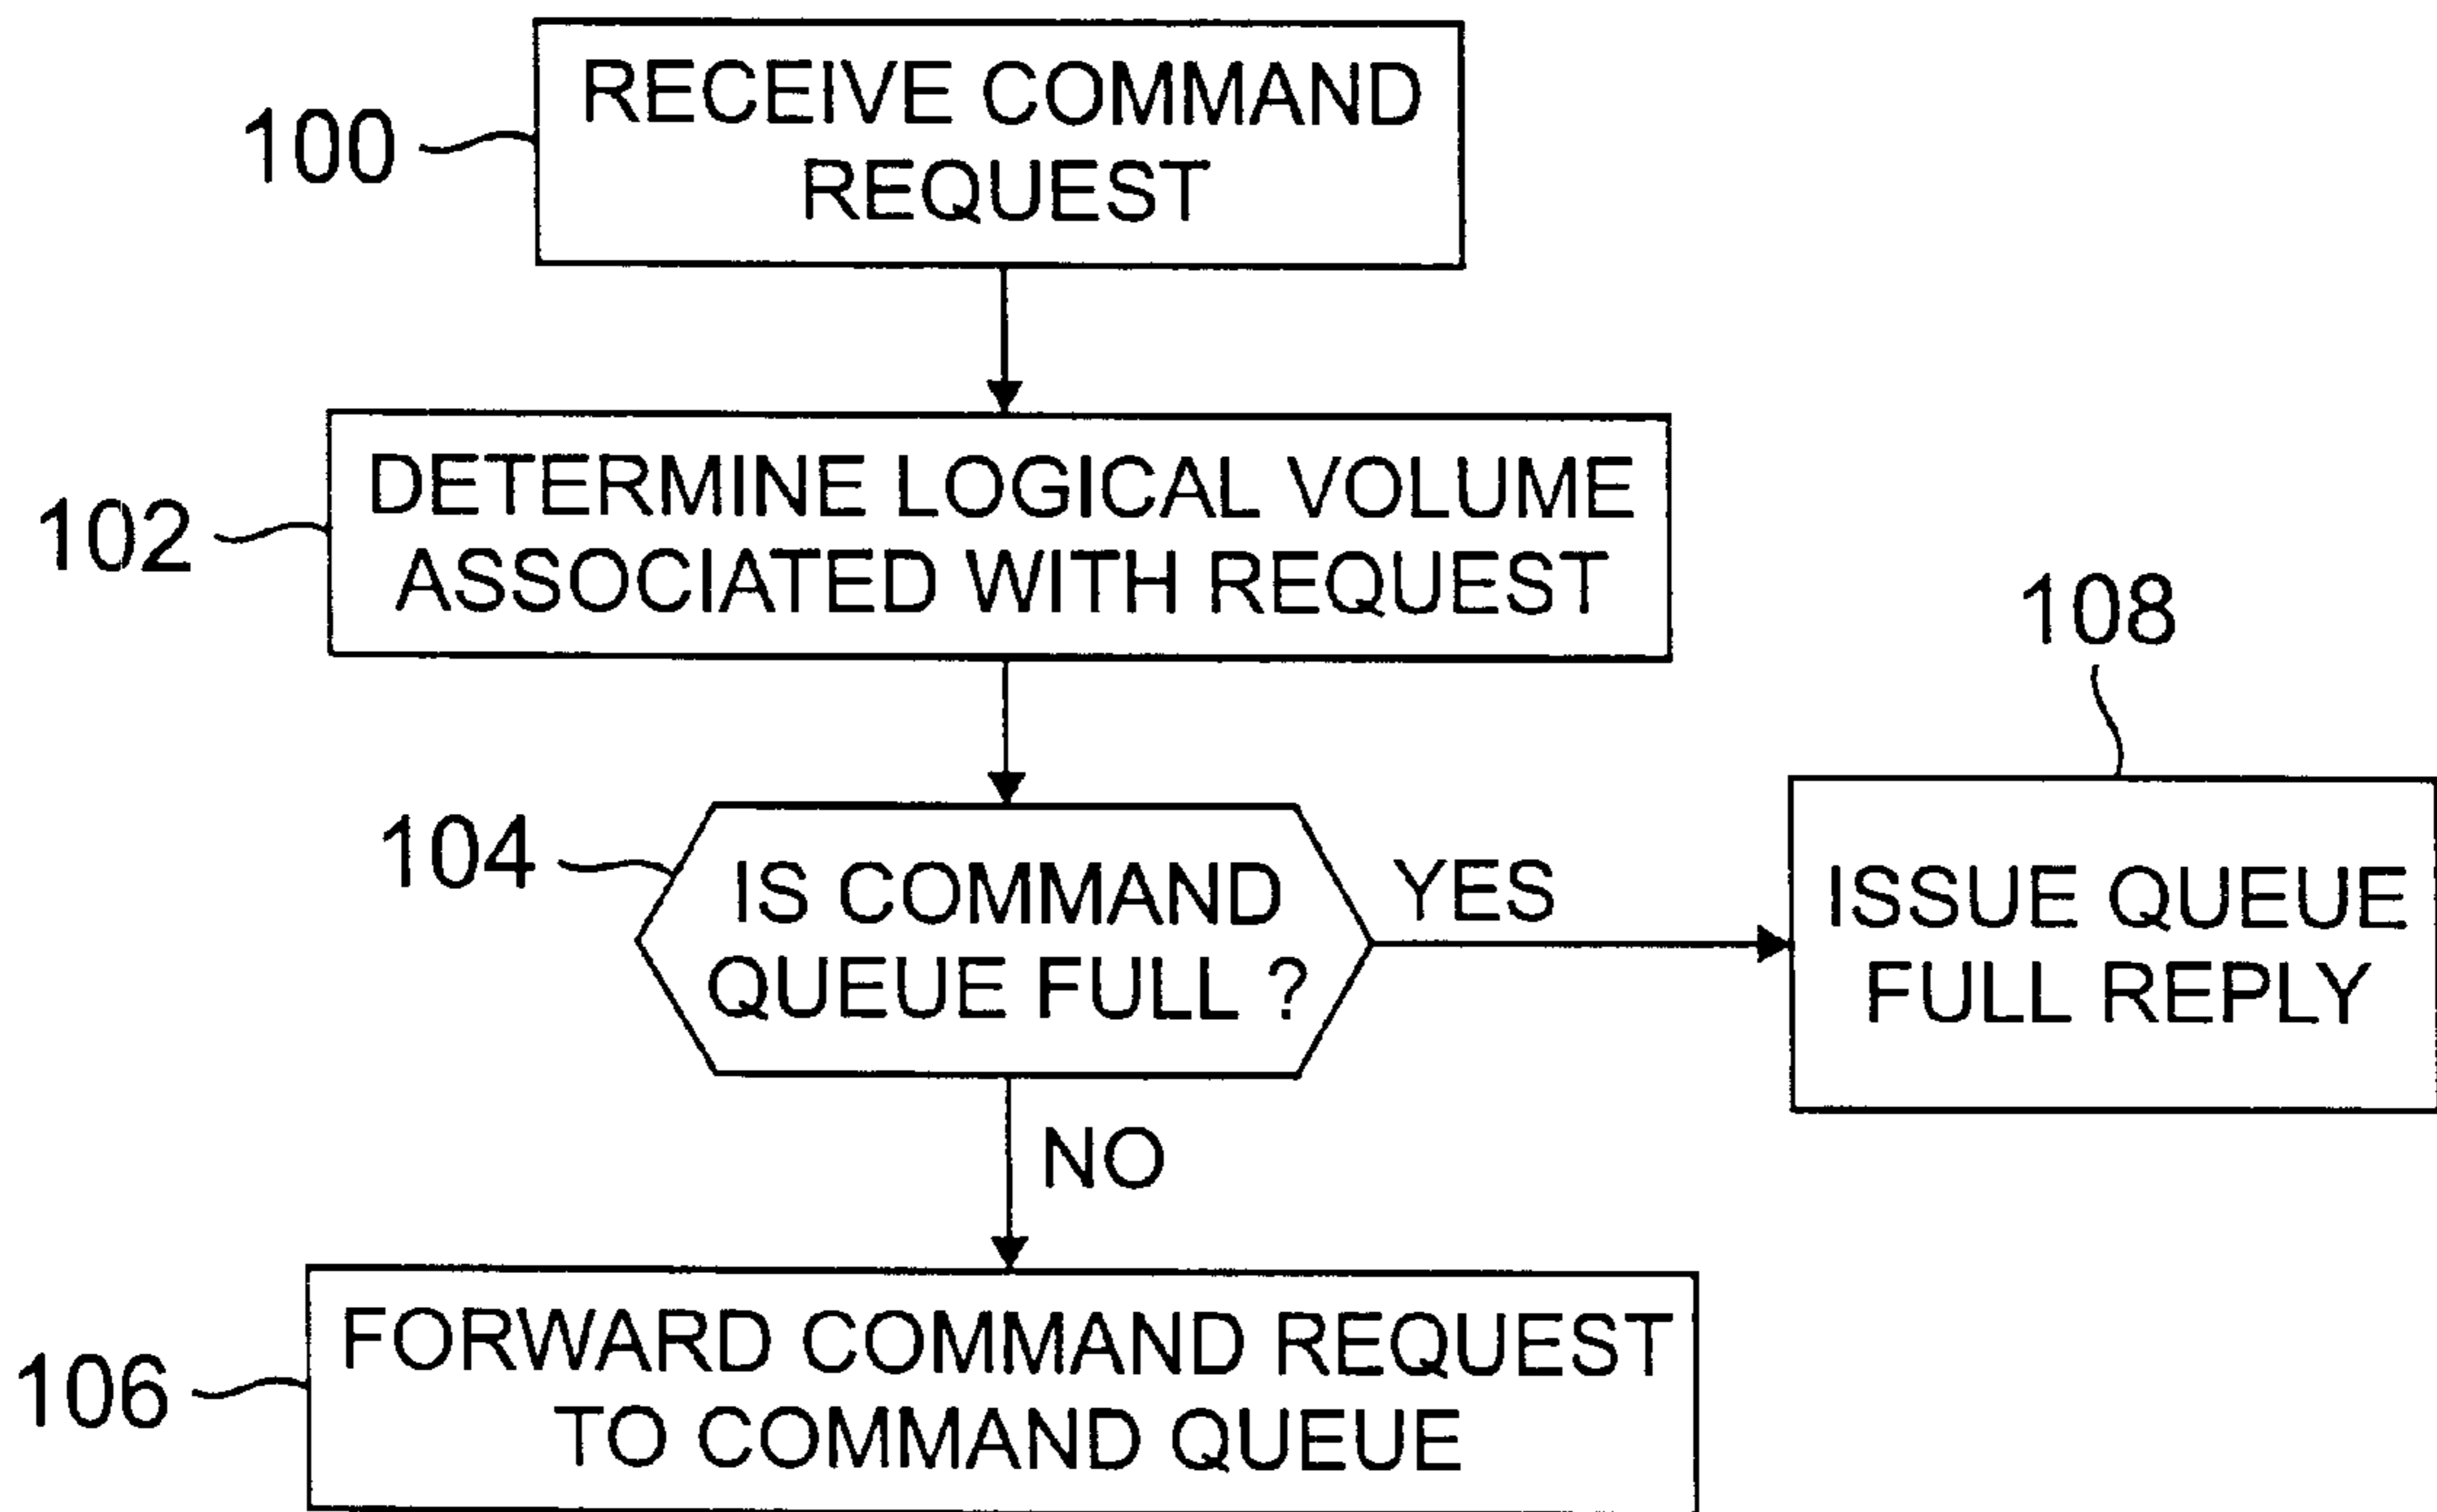 100
RECEIVE COMMAND
REQUEST
102
DETERMINE LOGICAL VOLUME
ASSOCIATED WITH REQUEST
104
IS COMMAND
QUEUE FULL ?
YES
108
ISSUE QUEUE
FULL REPLY
NO
106
FORWARD COMMAND REQUEST
TO COMMAND QUEUE